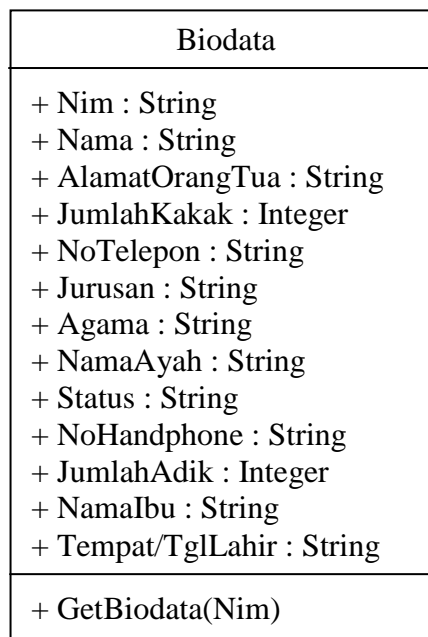 Biodata
+ Nim : String
+ Nama : String
+ AlamatOrangTua : String
+ JumlahKakak : Integer
+ NoTelepon : String
+ Jurusan : String
+ Agama : String
+ NamaAyah : String
+ Status : String
+ NoHandphone : String
+ JumlahAdik : Integer
+ NamaIbu : String
+ Tempat/TglLahir : String
+ GetBiodata(Nim)